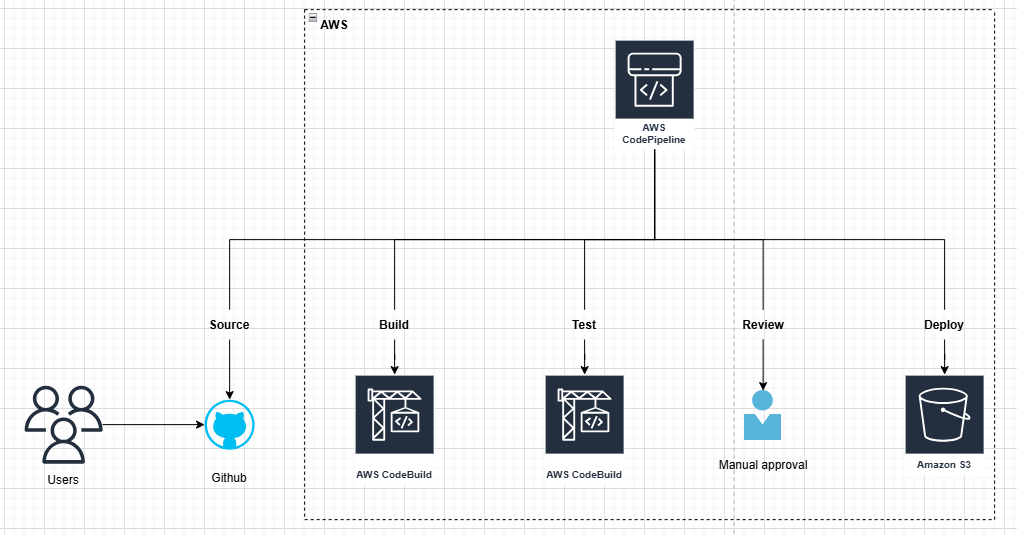 AWS
AWS
CodePipeline
Source
Build
Test
Review
Deploy
Users
Github
AWS CodeBuild
AWS CodeBuild
Manual approval
Amazon S3